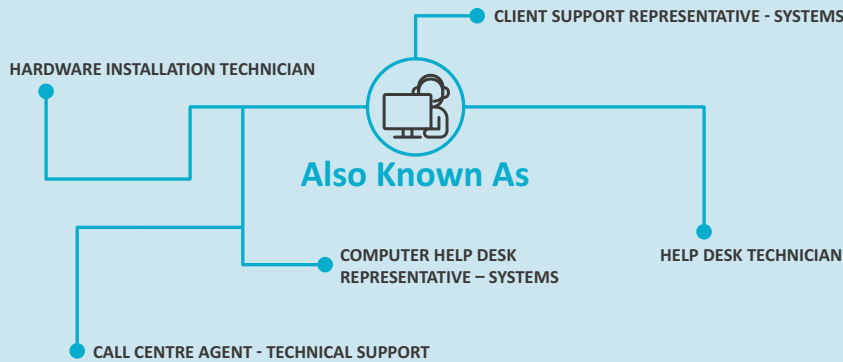 CLIENT SUPPORT REPRESENTATIVE - SYSTEMS
HARDWARE INSTALLATION TECHNICIAN
Also Known As
COMPUTER HELP DESK
REPRESENTATIVE – SYSTEMS
HELP DESK TECHNICIAN
CALL CENTRE AGENT - TECHNICAL SUPPORT